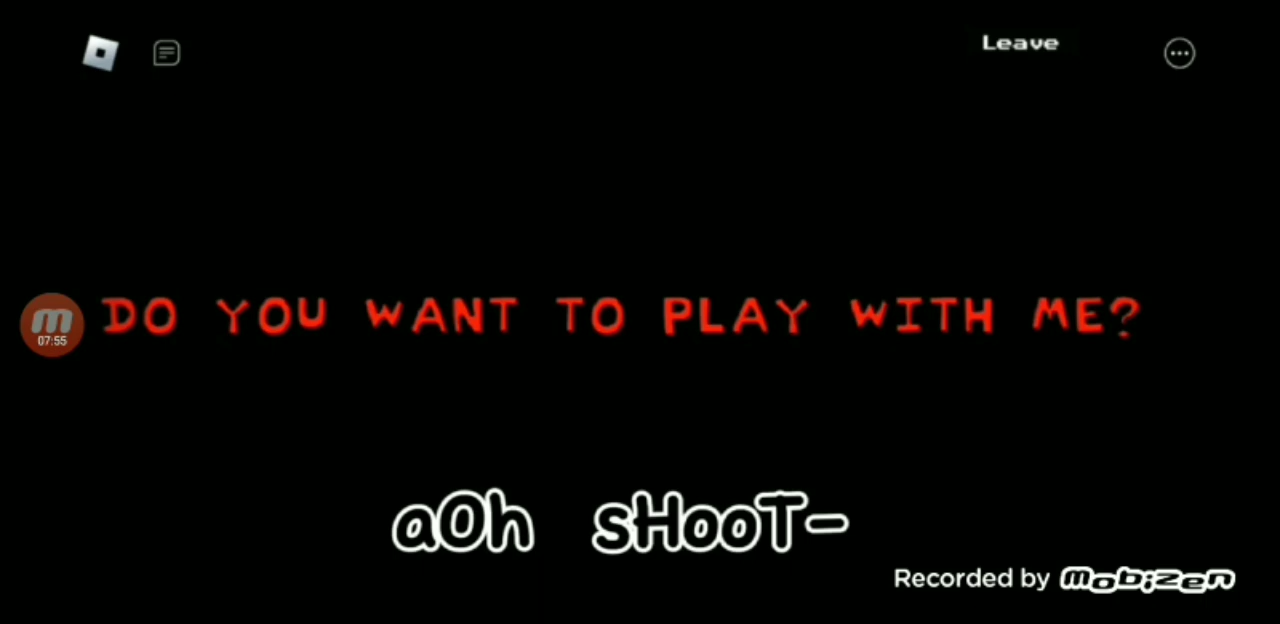 Leave
DO YOU WANT TO PLAY WITH ME?
07:55
aOh sHooT-
Recorded by mobizen